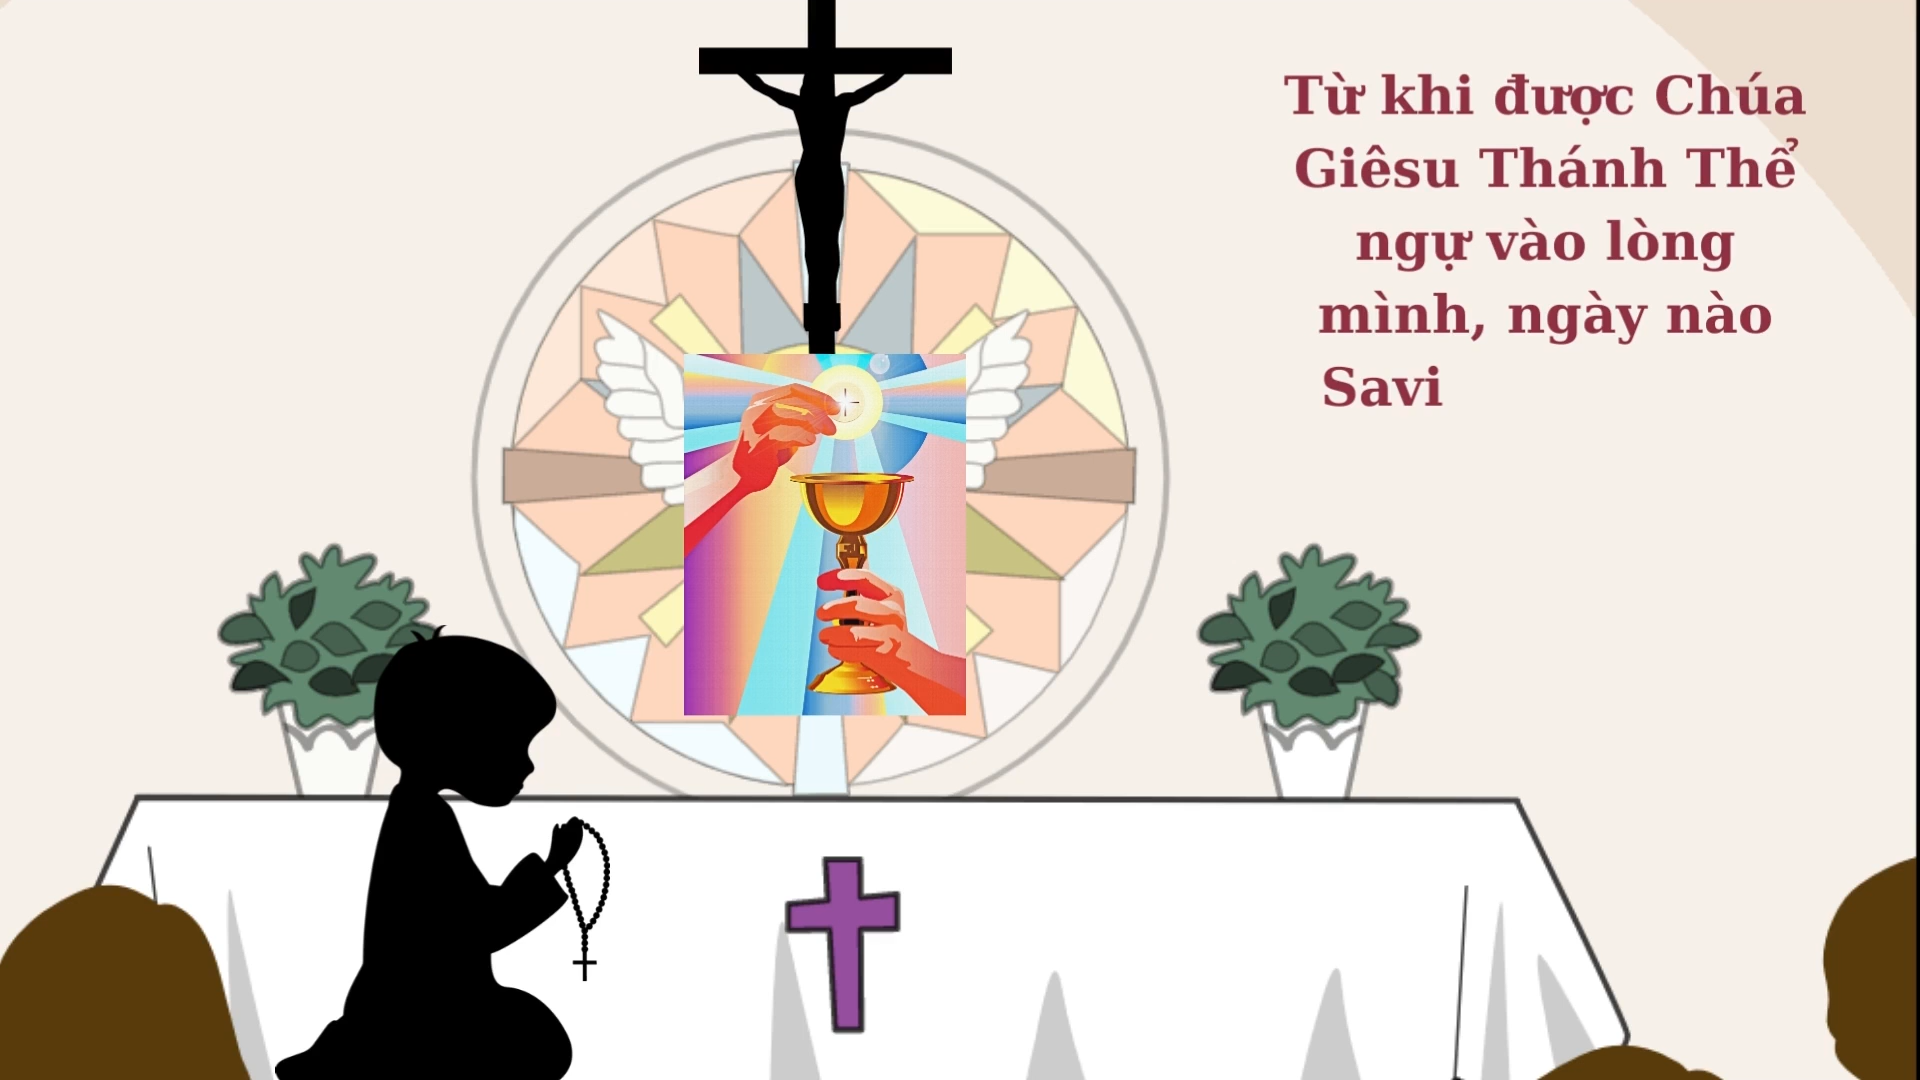 Từ khi được Chúa
Giêsu Thánh Thể
ngự vào lòng
mình, ngày nào
Savi